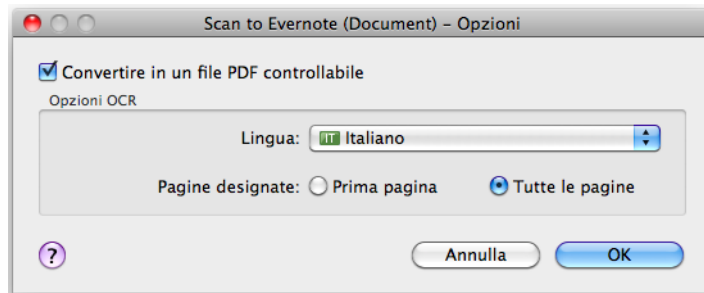 Scan to Evernote (Document) – Opzioni
Convertire in un file PDF controllabile
Opzioni OCR
Lingua: IT Italiano
Pagine designate: Prima pagina Tutte le pagine
? Annulla OK